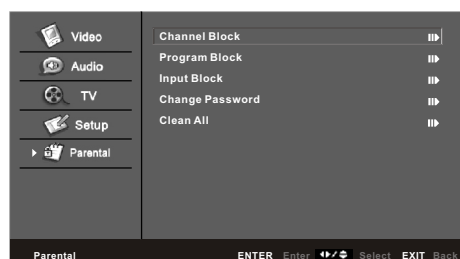 Video
Audio
TV
Setup
Parental
Channel Block
Program Block
Input Block
Change Password
Clean All
Parental ENTER Enter Select EXIT Back